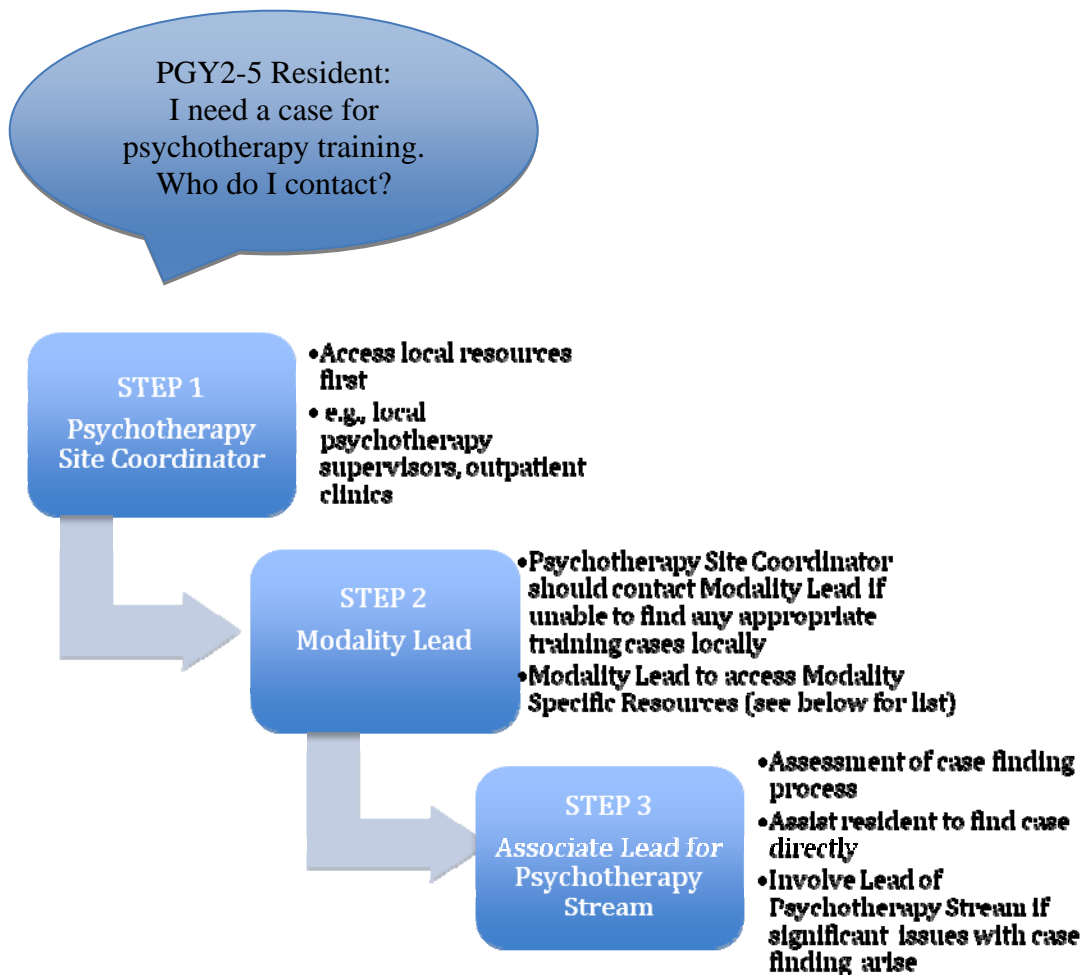 PGY2-5 Resident:
I need a case for
psychotherapy training.
Who do I contact?
STEP 1
Psychotherapy
Site Coordinator
•Access local resources
first
• e.g., local
psychotherapy
supervisors, outpatient
clinics
STEP 2
Modality Lead
•Psychotherapy Site Coordinator
should contact Modality Lead if
unable to find any appropriate
training cases locally
•Modality Lead to access Modality
Specific Resources (see below for list)
STEP 3
Associate Lead for
Psychotherapy
Stream
•Assessment of case finding
process
•Assist resident to find case
directly
•Involve Lead of
Psychotherapy Stream if
significant issues with case
finding arise